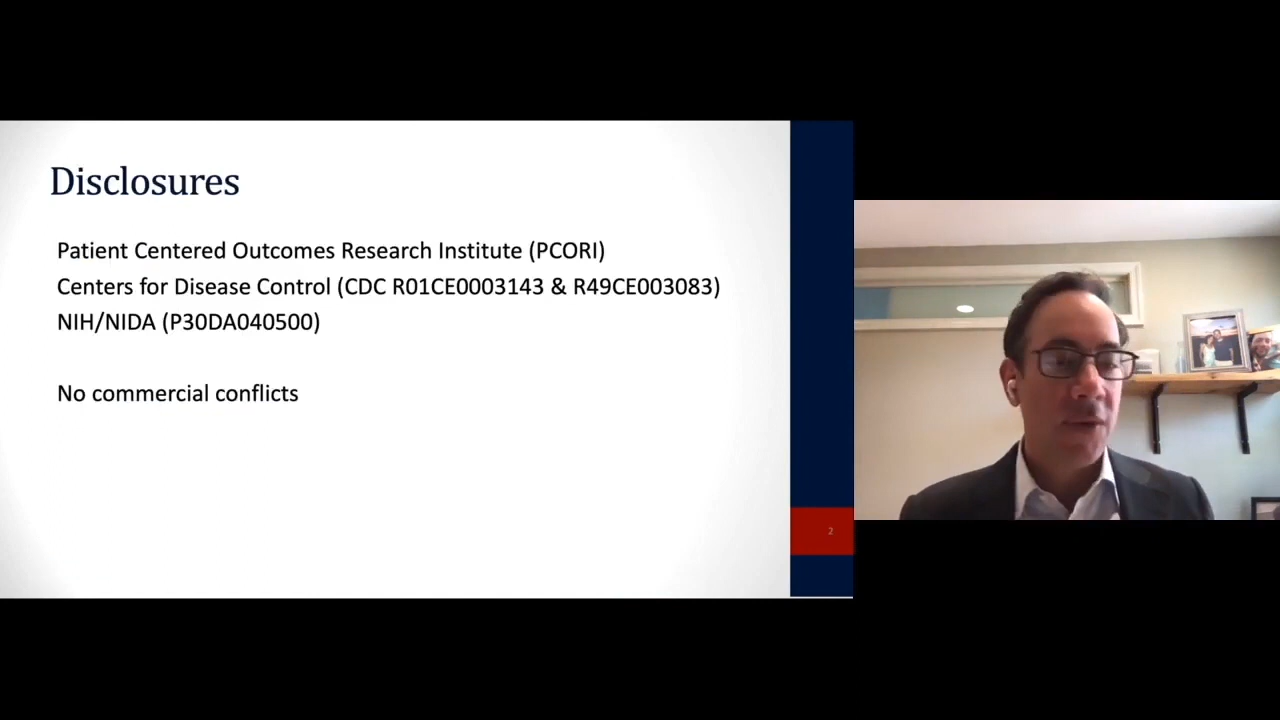 Disclosures
Patient Centered Outcomes Research Institute (PCORI)
Centers for Disease Control (CDC R01CE0003143 & R49CE003083)
NIH/NIDA (P30DA040500)
No commercial conflicts
2